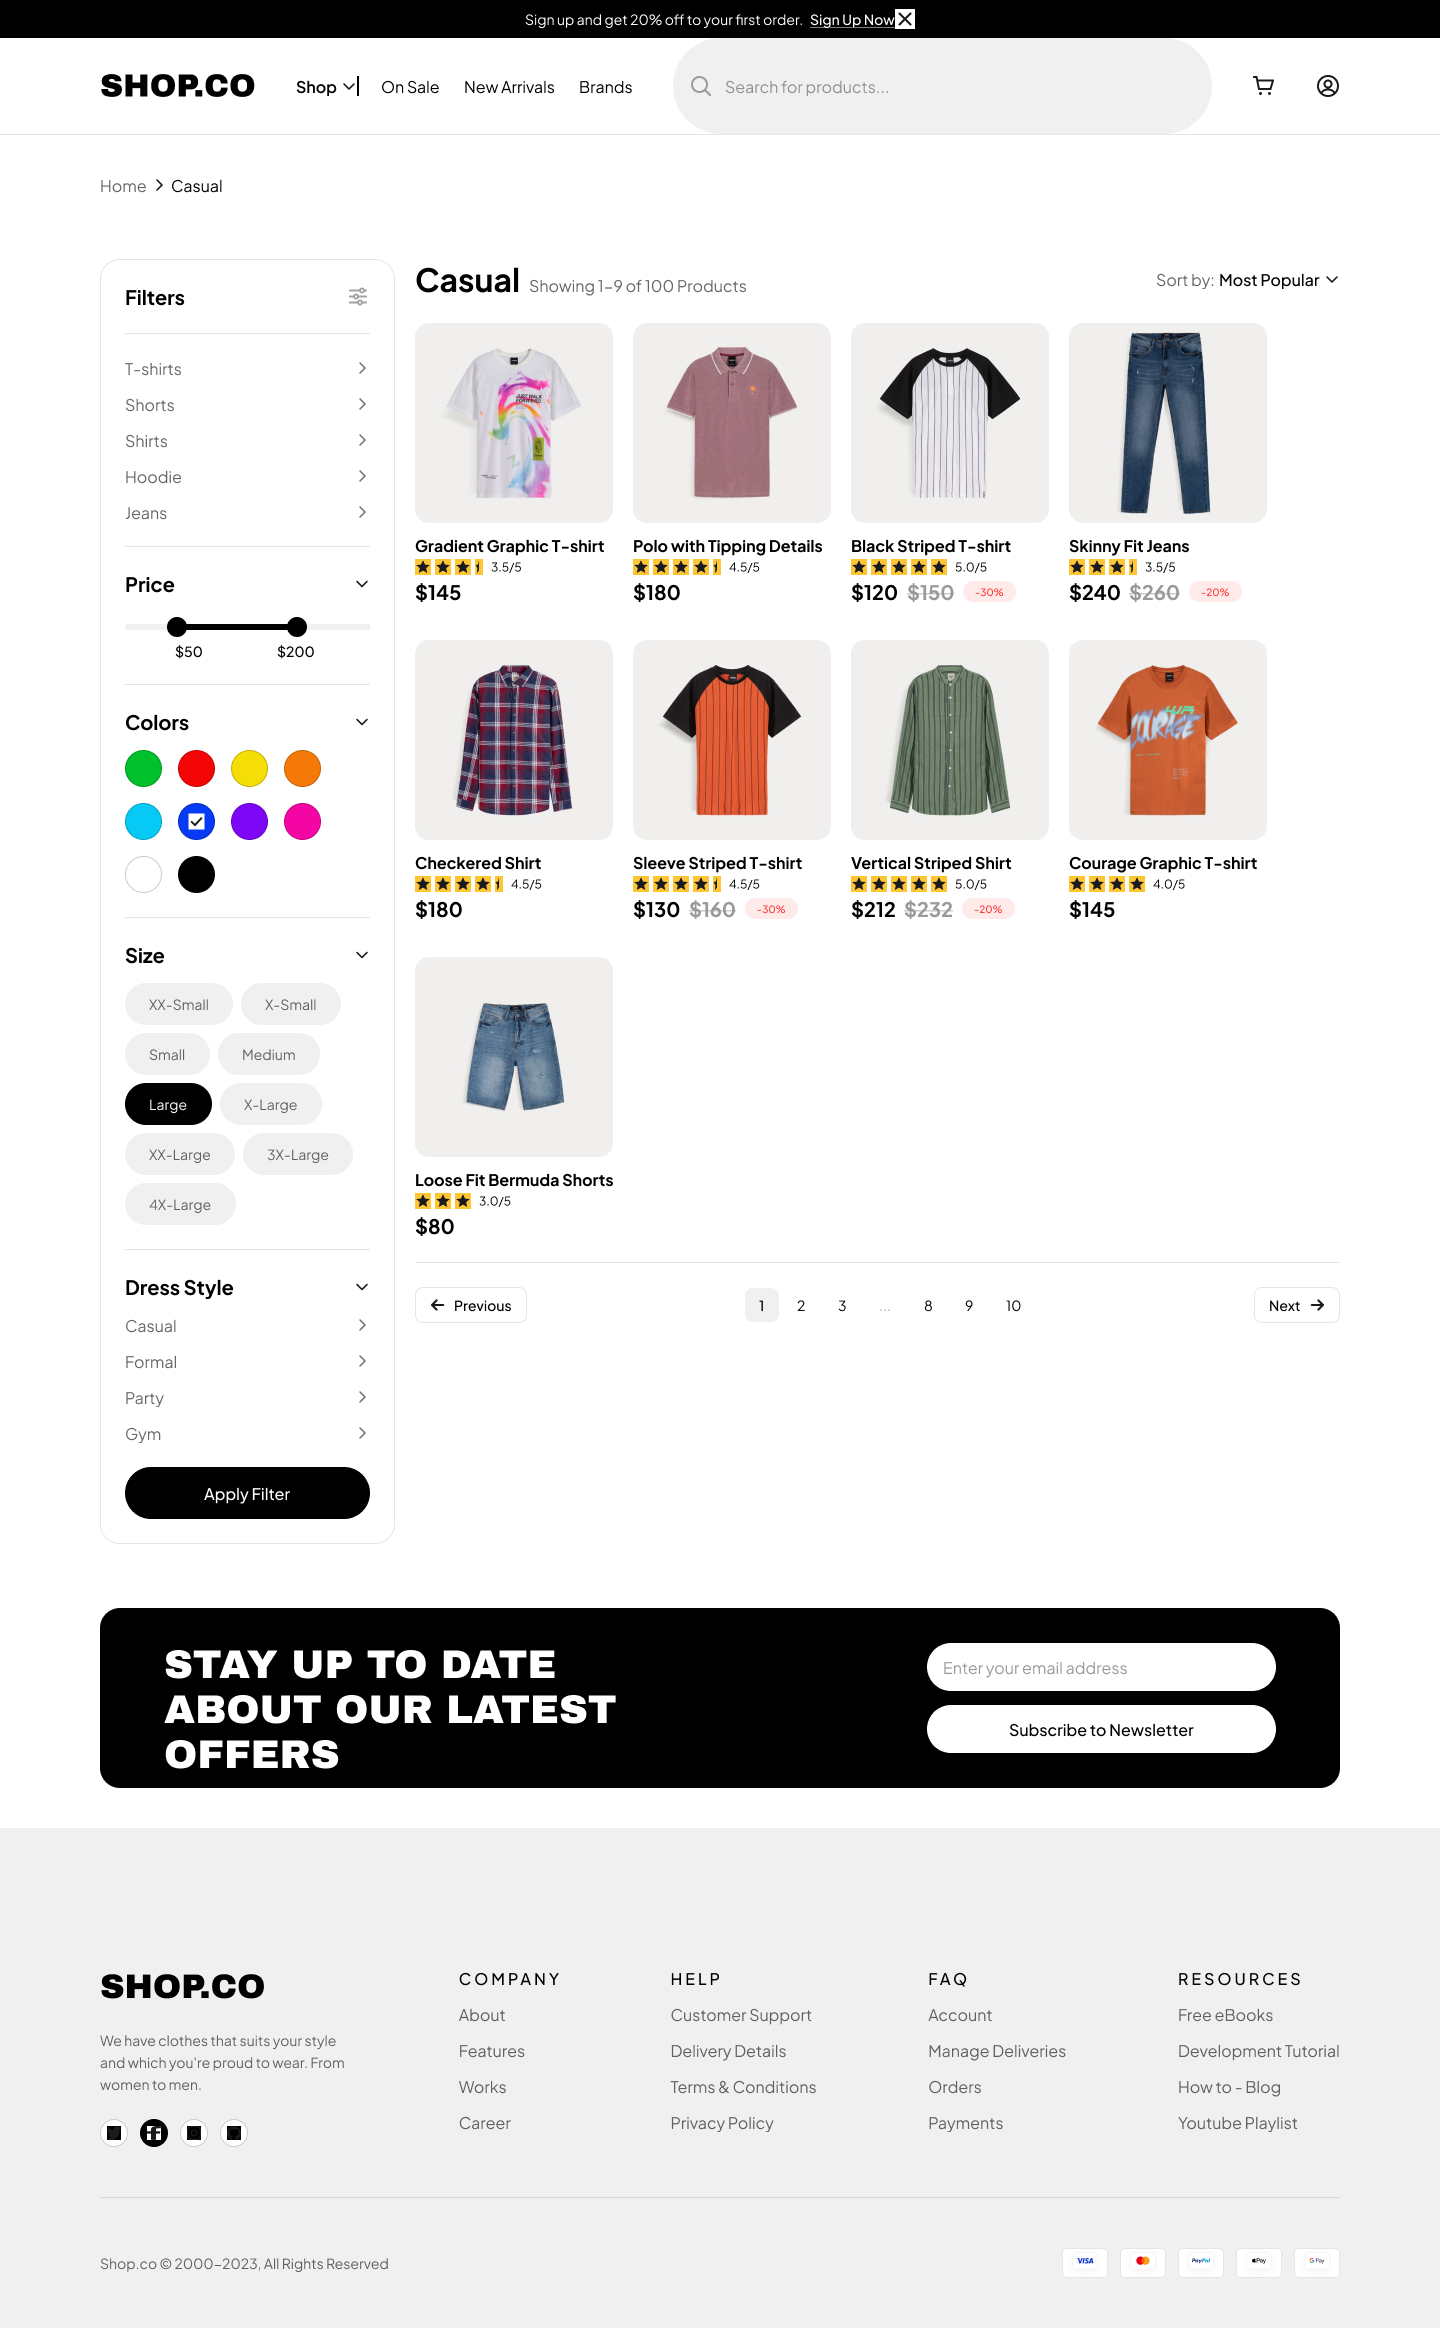 Sign up and get 20% off to your first order. Sign Up Now
SHOP.CO
Shop
On Sale
New Arrivals
Brands
Search for products...
Home
Casual
Filters
T-shirts
Shorts
Shirts
Hoodie
Jeans
Price
$50
$200
Colors
Size
XX-Small
X-Small
Small
Medium
Large
X-Large
XX-Large
3X-Large
4X-Large
Dress Style
Casual
Formal
Party
Gym
Apply Filter
Casual
Showing 1-9 of 100 Products
Sort by: Most Popular
JUST WALK
Gradient Graphic T-shirt
3.5/5
$145
Polo with Tipping Details
4.5/5
$180
Black Striped T-shirt
5.0/5
$120 $150 -30%
Skinny Fit Jeans
3.5/5
$240 $260 -20%
Checkered Shirt
4.5/5
$180
Sleeve Striped T-shirt
4.5/5
$130 $160 -30%
Vertical Striped Shirt
5.0/5
$212 $232 -20%
COURAGE
Courage Graphic T-shirt
4.0/5
$145
Loose Fit Bermuda Shorts
3.0/5
$80
Previous
1 2 3 ... 8 9 10
Next
STAY UP TO DATE
ABOUT OUR LATEST
OFFERS
Enter your email address
Subscribe to Newsletter
SHOP.CO
We have clothes that suits your style
and which you're proud to wear. From
women to men.
COMPANY
About
Features
Works
Career
HELP
Customer Support
Delivery Details
Terms & Conditions
Privacy Policy
FAQ
Account
Manage Deliveries
Orders
Payments
RESOURCES
Free eBooks
Development Tutorial
How to - Blog
Youtube Playlist
Shop.co © 2000-2023, All Rights Reserved
VISA
PayPal
Pay
G Pay